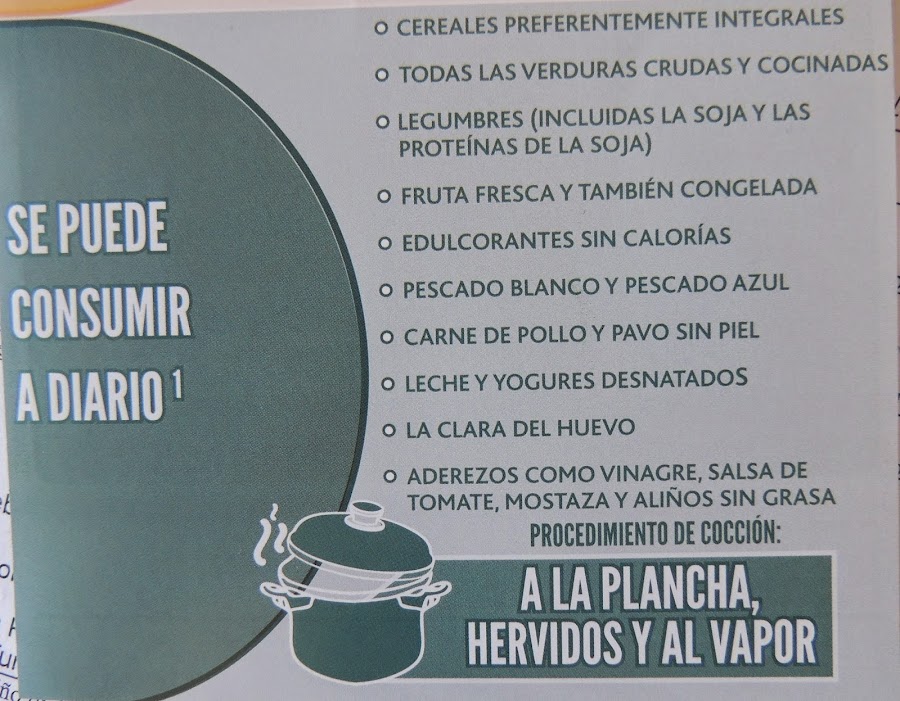 SE PUEDE
CONSUMIR
A DIARIO 1
CEREALES PREFERENTEMENTE INTEGRALES
TODAS LAS VERDURAS CRUDAS Y COCINADAS
LEGUMBRES (INCLUIDAS LA SOJA Y LAS
PROTEÍNAS DE LA SOJA)
FRUTA FRESCA Y TAMBIÉN CONGELADA
EDULCORANTES SIN CALORÍAS
PESCADO BLANCO Y PESCADO AZUL
CARNE DE POLLO Y PAVO SIN PIEL
LECHE Y YOGURES DESNATADOS
LA CLARA DEL HUEVO
ADEREZOS COMO VINAGRE, SALSA DE
TOMATE, MOSTAZA Y ALIÑOS SIN GRASA
PROCEDIMIENTO DE COCCIÓN:
A LA PLANCHA,
HERVIDOS Y AL VAPOR